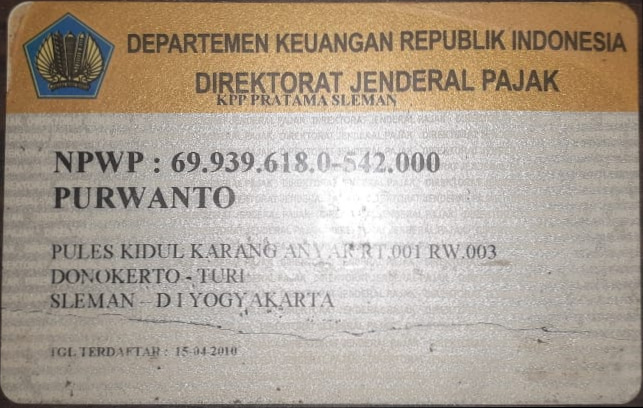 DEPARTEMEN KEUANGAN REPUBLIK INDONESIA
DIREKTORAT JENDERAL PAJAK
KPP PRATAMA SLEMAN
NPWP : 69.939.618.0-542.000
PURWANTO
PULES KIDUL KARANG ANYAR RT.001 RW.003
DONOKERTO - TURI
SLEMAN - D I YOGYAKARTA
TGL TERDAFTAR : 15-04-2010